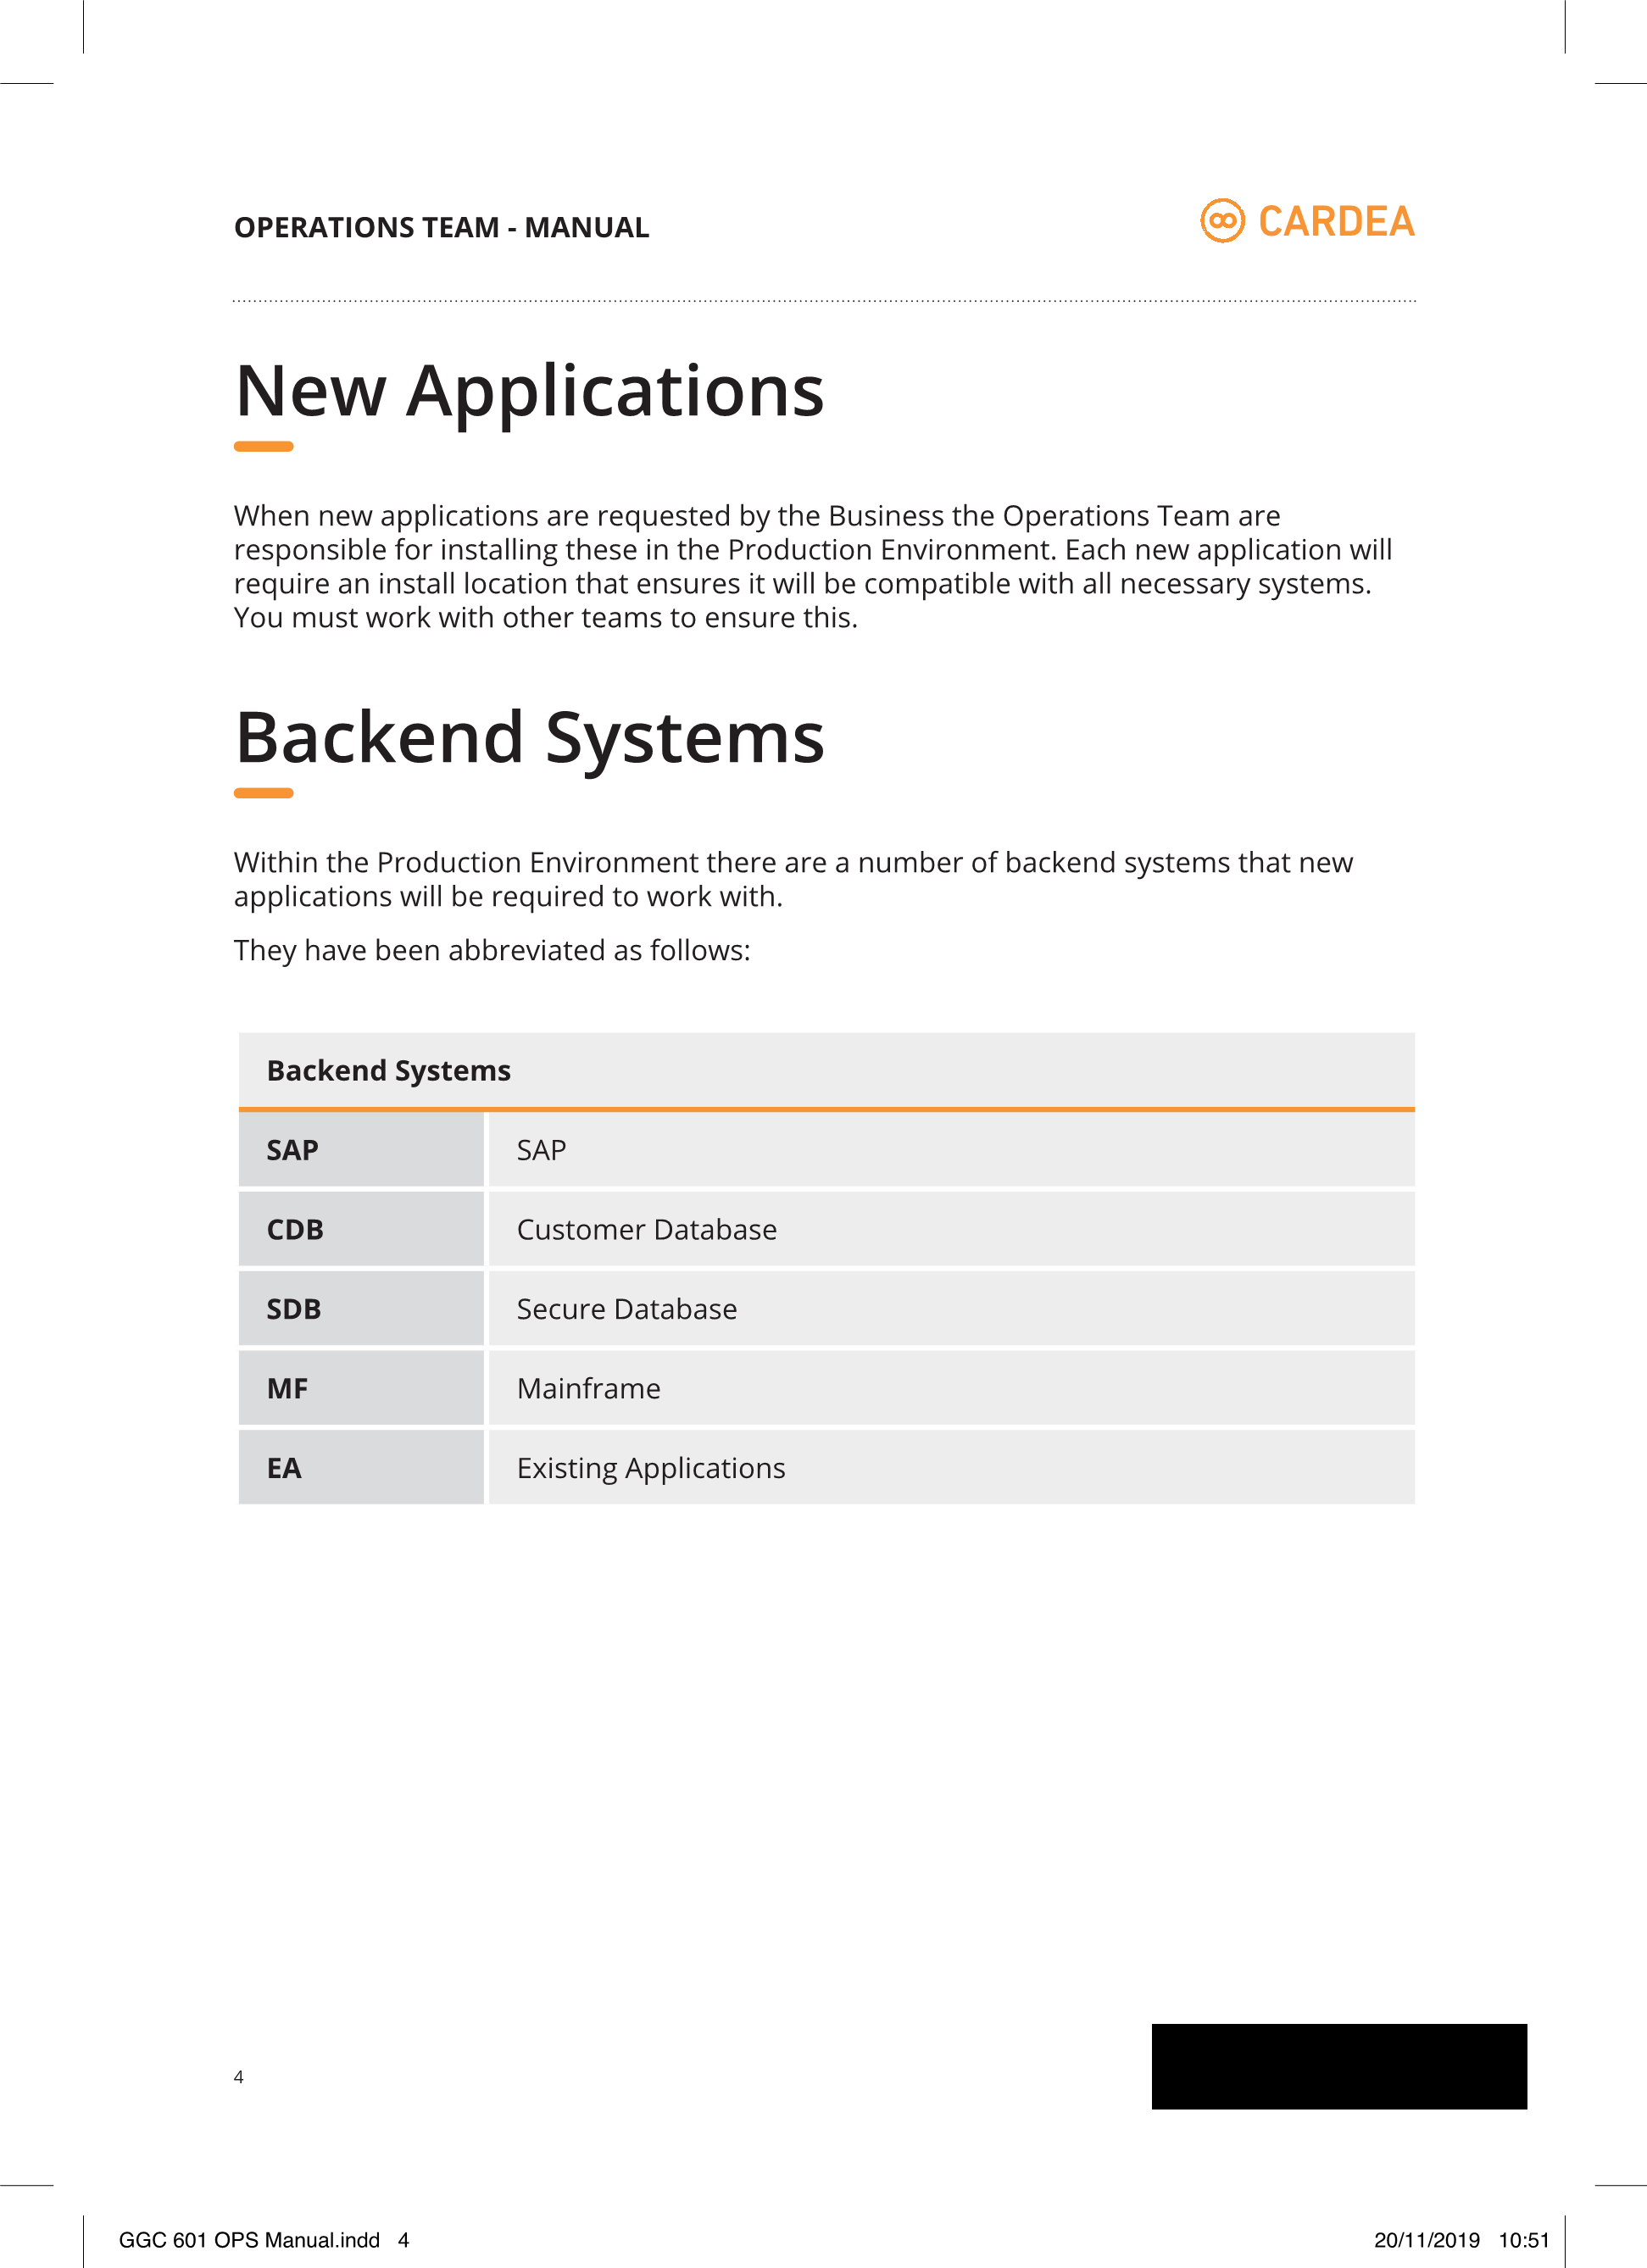 OPERATIONS TEAM - MANUAL
CARDEA
New Applications
When new applications are requested by the Business the Operations Team are
responsible for installing these in the Production Environment. Each new application will
require an install location that ensures it will be compatible with all necessary systems.
You must work with other teams to ensure this.
Backend Systems
Within the Production Environment there are a number of backend systems that new
applications will be required to work with.
They have been abbreviated as follows:
Backend Systems
SAP SAP
CDB Customer Database
SDB Secure Database
MF Mainframe
EA Existing Applications
4
GGC 601 OPS Manual.indd 4 20/11/2019 10:51